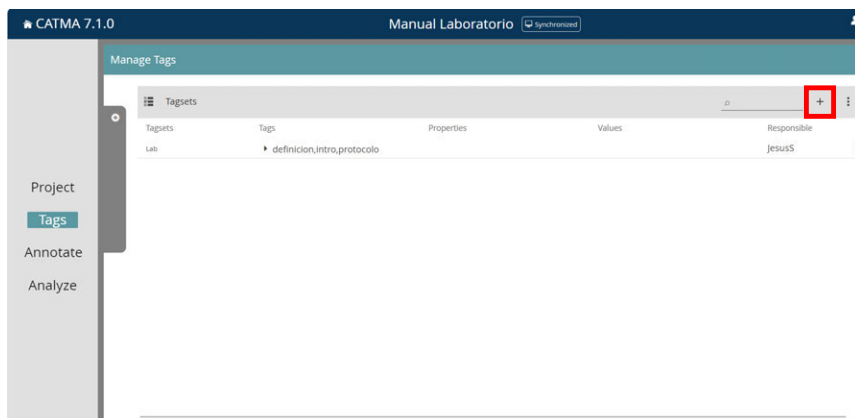 CATMA 7.1.0
Manual Laboratorio Synchronized
Manage Tags
Tagsets
+
Tagsets Tags Properties Values Responsible
Lab definicion,intro,protocolo JesusS
Project
Tags
Annotate
Analyze